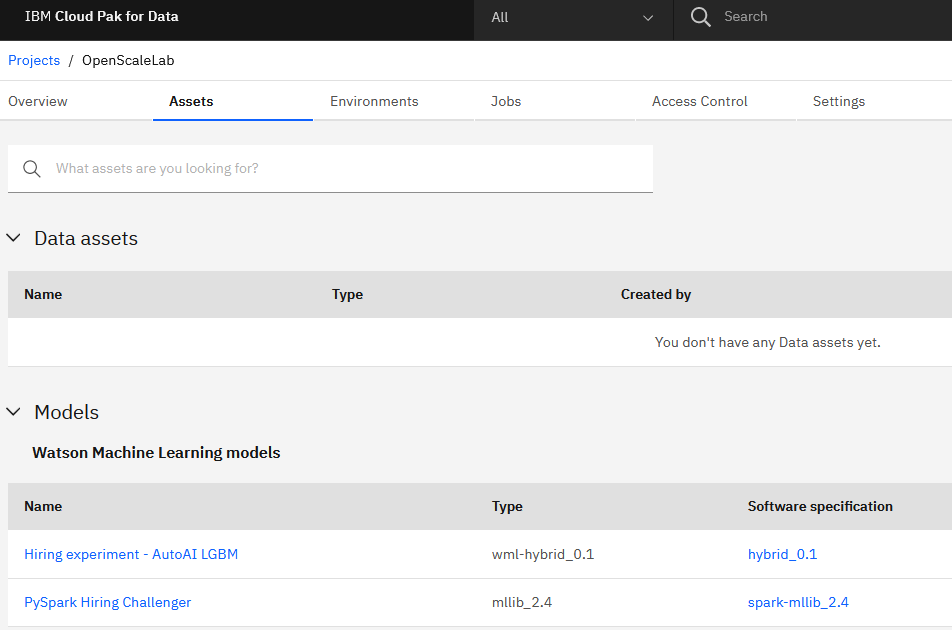 IBM Cloud Pak for Data
All
Search
Projects / OpenScaleLab
Overview Assets Environments Jobs Access Control Settings
What assets are you looking for?
Data assets
Name Type Created by
You don't have any Data assets yet.
Models
Watson Machine Learning models
Name Type Software specification
Hiring experiment - AutoAI LGBM wml-hybrid_0.1 hybrid_0.1
PySpark Hiring Challenger mllib_2.4 spark-mllib_2.4